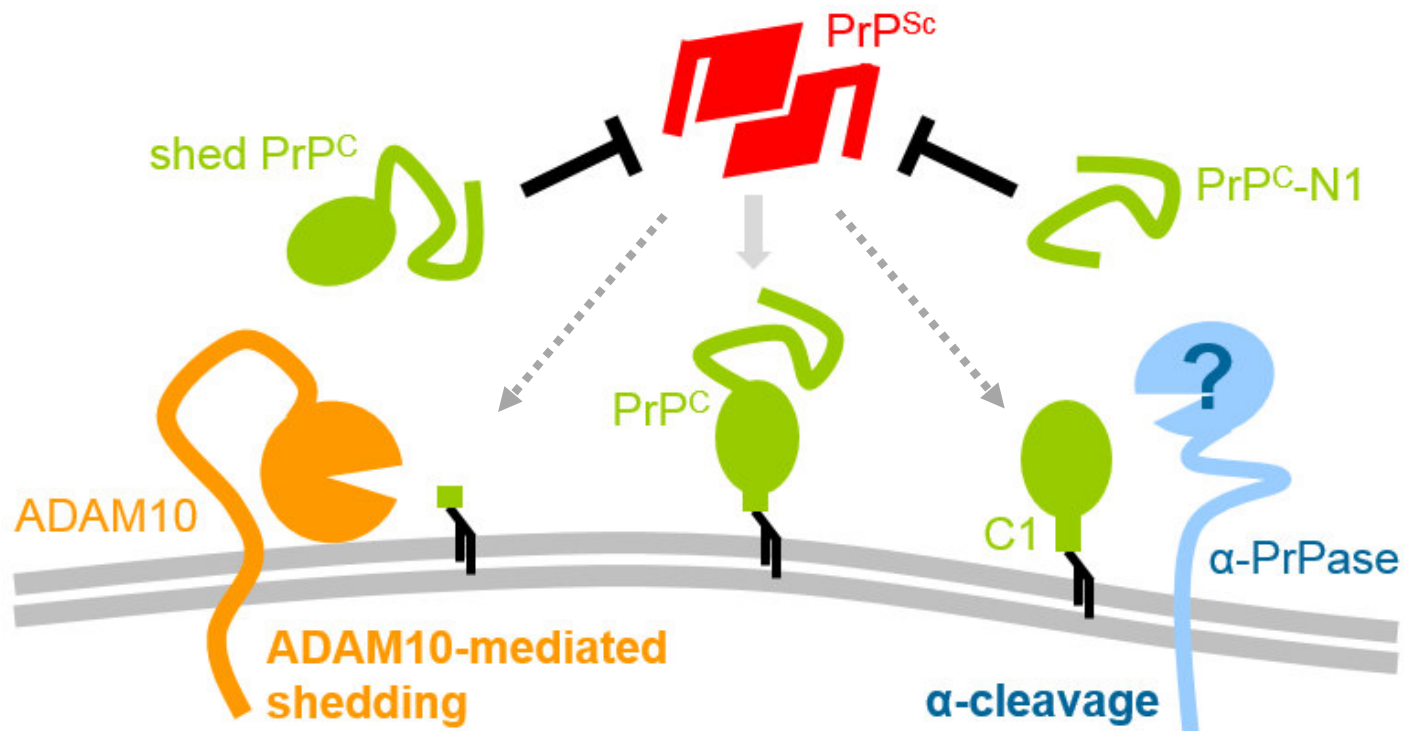 PrPSc
shed PrPC
PrPC-N1
?
PrPC
ADAM10
C1
α-PrPase
ADAM10-mediated
shedding
α-cleavage